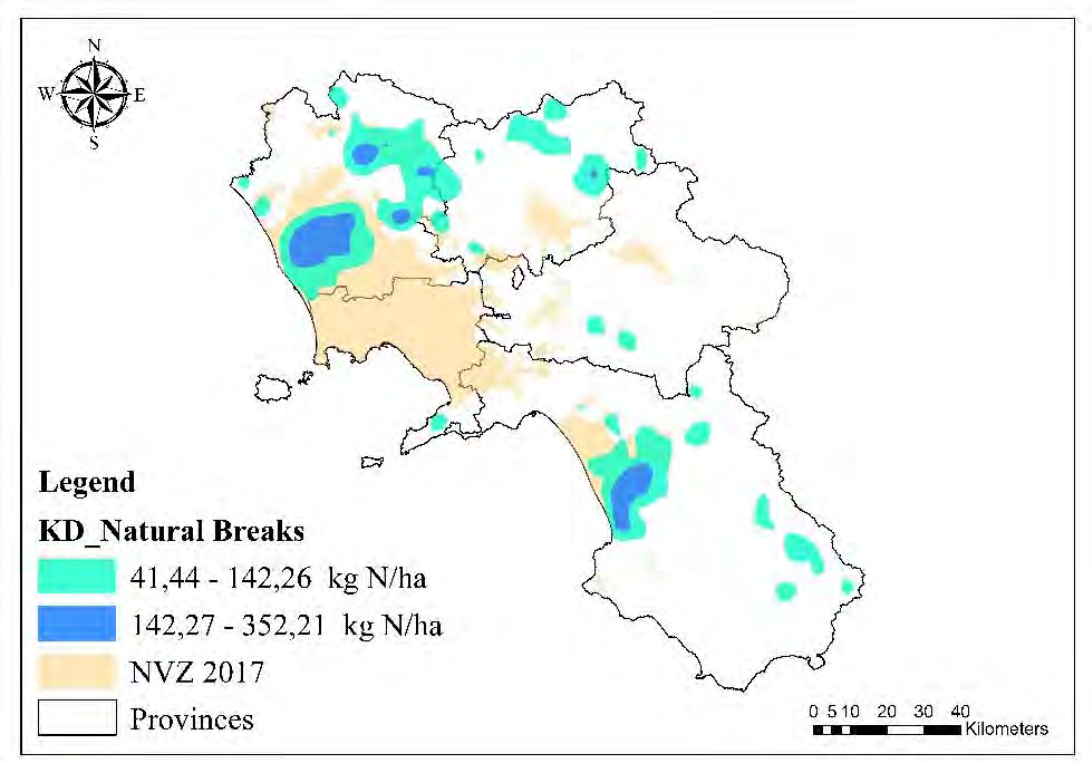 N
W E
S
Legend
KD_Natural Breaks
41,44 - 142,26 kg N/ha
142,27 - 352,21 kg N/ha
NVZ 2017
Provinces
0 5 10 20 30 40
Kilometers